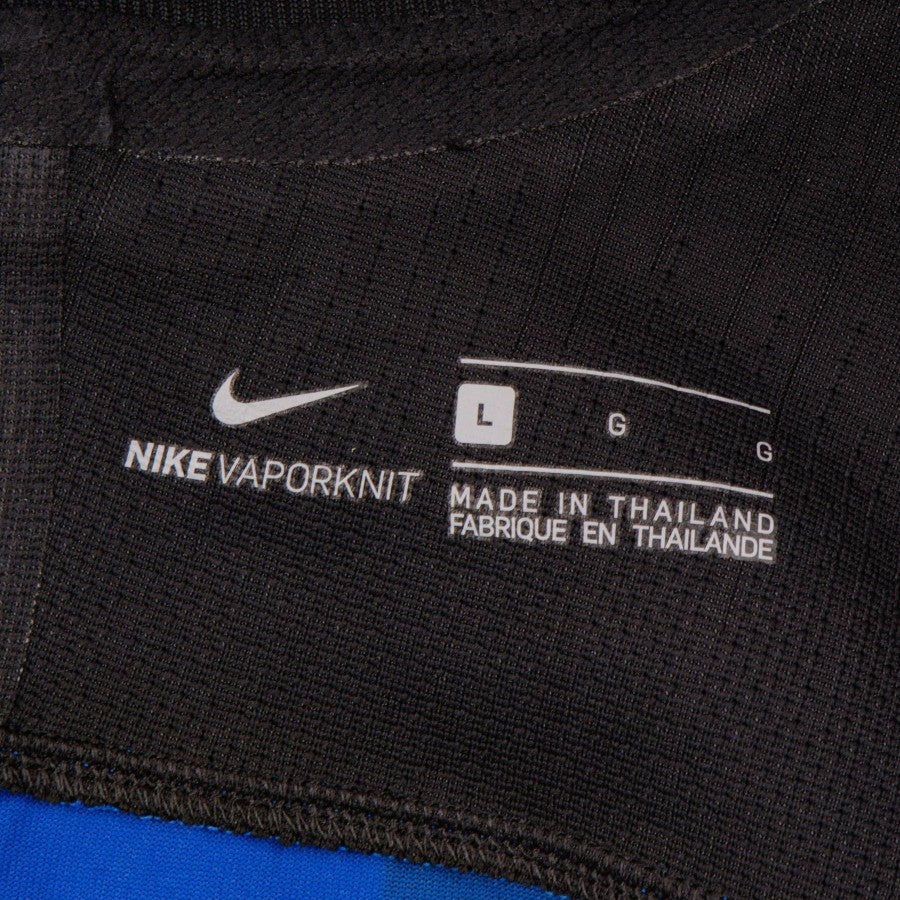 NIKE VAPORKNIT
L G G
MADE IN THAILAND
FABRIQUE EN THAILANDE